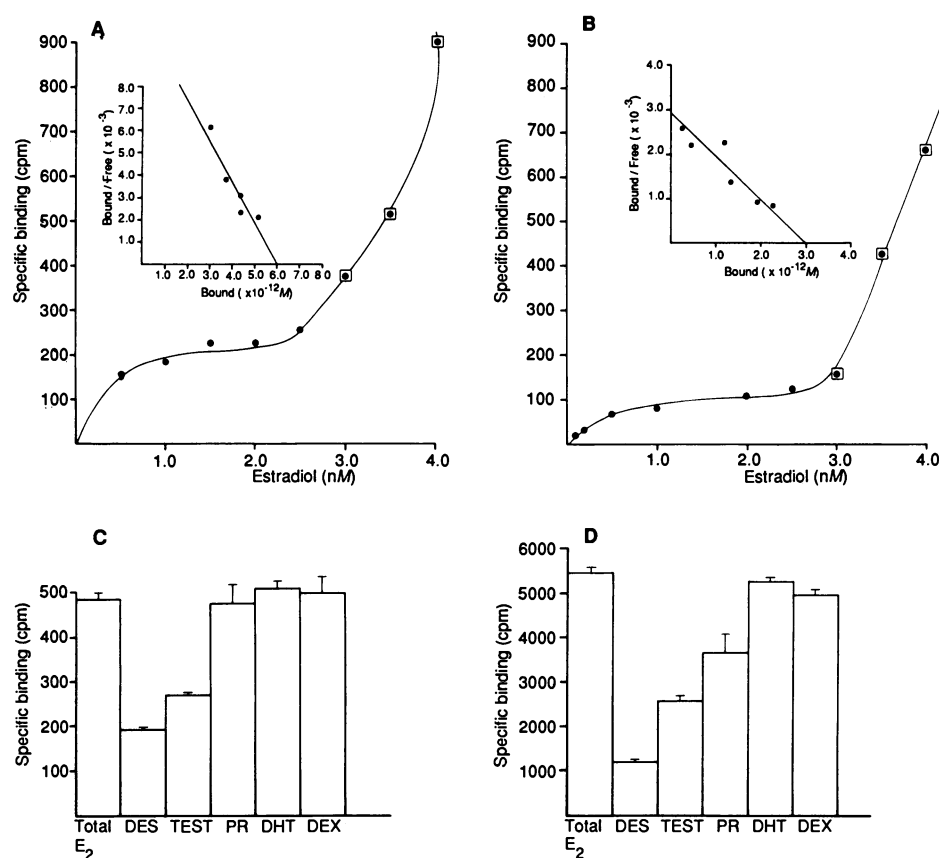 A
Specific binding (cpm)
900
800
700
600
500
400
300
200
100
1.0
2.0
3.0
4.0
Estradiol (nM)
Bound / Free ( x 10⁻³)
8.0
6.0
5.0
4.0
3.0
2.0
1.0
1.0 2.0 3.0 4.0 5.0 6.0 7.0 8.0
Bound ( x10⁻¹²M)
B
Specific binding (cpm)
900
800
700
600
500
400
300
200
100
1.0
2.0
3.0
4.0
Estradiol (nM)
Bound / Free ( x 10⁻³)
4.0
3.0
2.0
1.0
1.0 2.0 3.0 4.0
Bound ( x10⁻¹²M)
C
Specific binding (cpm)
500
400
300
200
100
Total E₂
DES
TEST
PR
DHT
DEX
D
Specific binding (cpm)
6000
5000
4000
3000
2000
1000
Total E₂
DES
TEST
PR
DHT
DEX